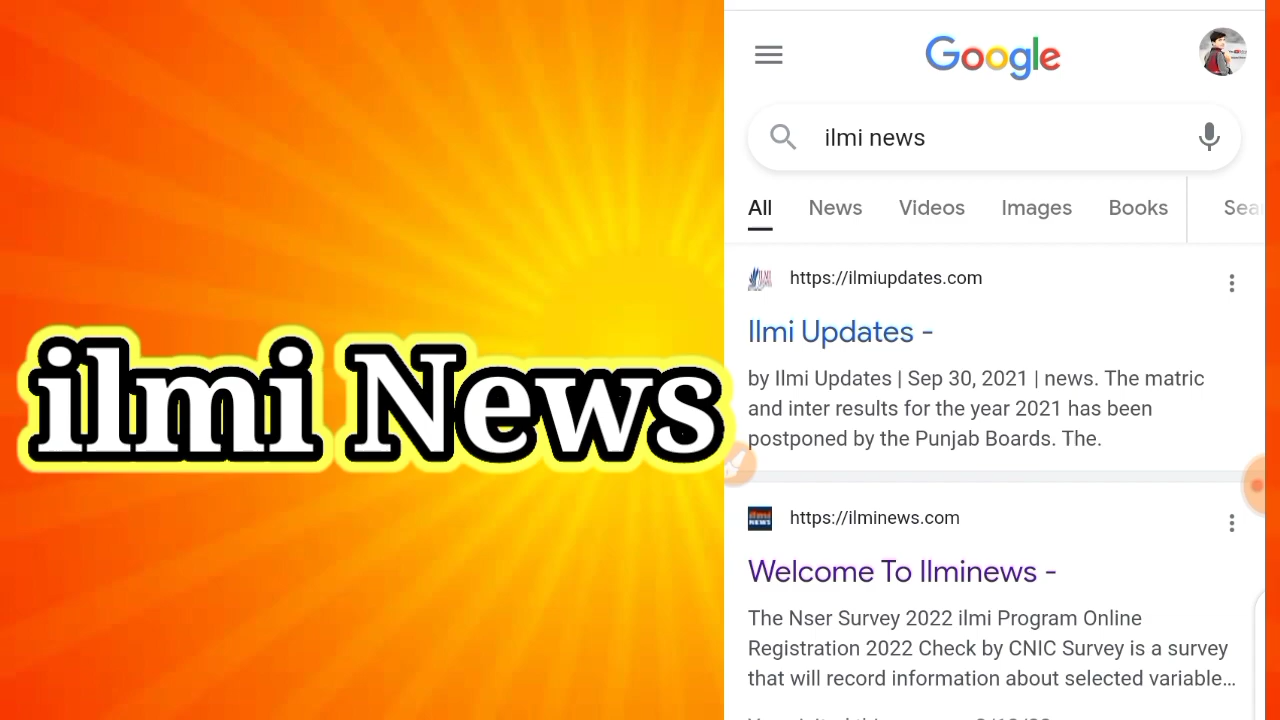 ilmi News
Google
ilmi news
All News Videos Images Books
https://ilmiupdates.com
Ilmi Updates -
by Ilmi Updates | Sep 30, 2021 | news. The matric
and inter results for the year 2021 has been
postponed by the Punjab Boards. The.
https://ilminews.com
Welcome To Ilminews -
The Nser Survey 2022 ilmi Program Online
Registration 2022 Check by CNIC Survey is a survey
that will record information about selected variable...